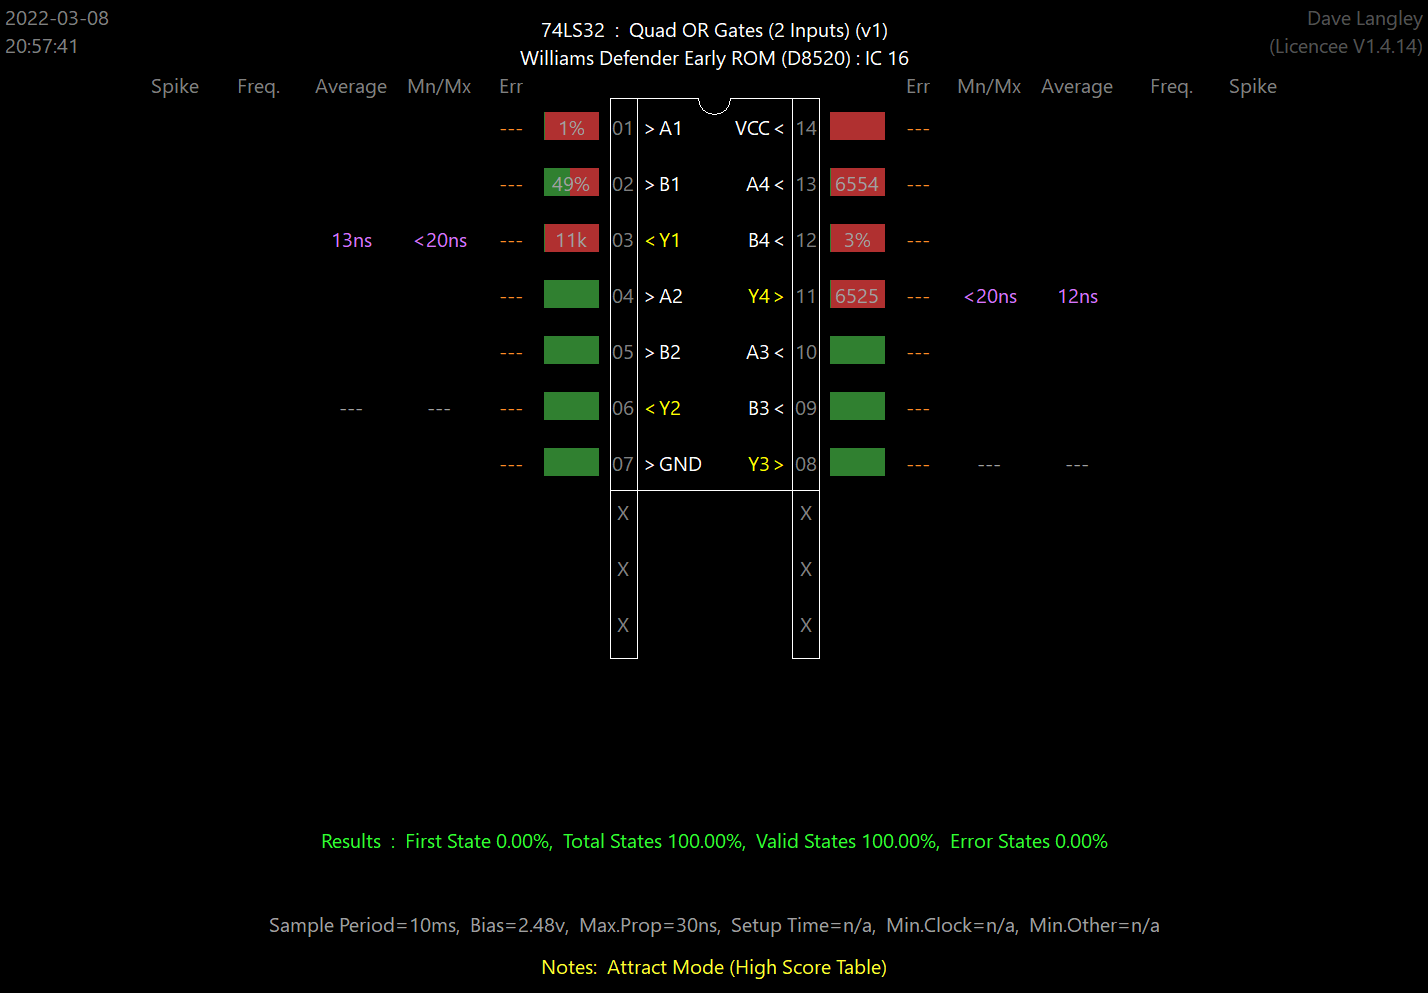 2022-03-08
20:57:41
74LS32 : Quad OR Gates (2 Inputs) (v1)
Williams Defender Early ROM (D8520) : IC 16
Dave Langley
(Licencee V1.4.14)
Spike Freq. Average Mn/Mx Err Err Mn/Mx Average Freq. Spike
--- 1% 01 > A1 VCC < 14 ---
--- 49% 02 > B1 A4 < 13 6554 ---
13ns <20ns --- 11k 03 < Y1 B4 < 12 3% ---
--- 04 > A2 Y4 > 11 6525 --- <20ns 12ns
--- 05 > B2 A3 < 10 ---
--- --- --- 06 < Y2 B3 < 09 ---
--- 07 > GND Y3 > 08 --- --- ---
X X
X X
X X
Results : First State 0.00%, Total States 100.00%, Valid States 100.00%, Error States 0.00%
Sample Period=10ms, Bias=2.48v, Max.Prop=30ns, Setup Time=n/a, Min.Clock=n/a, Min.Other=n/a
Notes: Attract Mode (High Score Table)